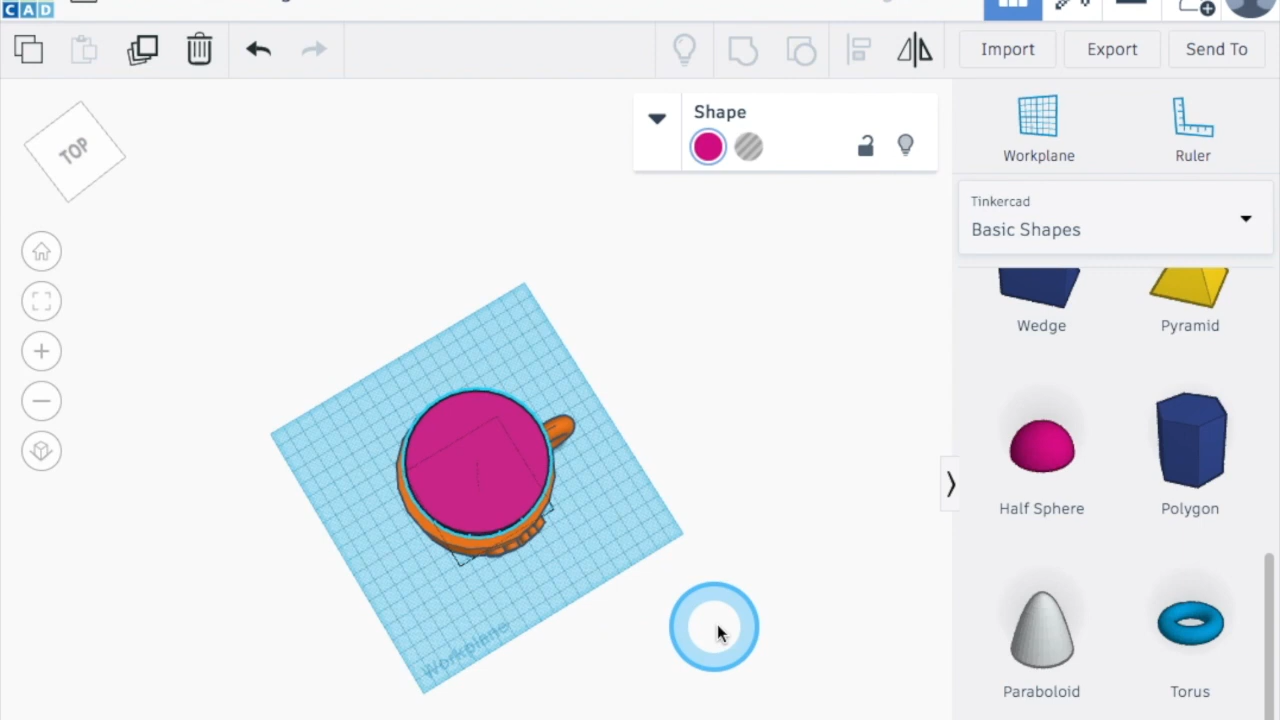 CAD
Import
Export
Send To
TOP
Shape
Workplane
Ruler
Tinkercad
Basic Shapes
Wedge
Pyramid
Half Sphere
Polygon
Workplane
Paraboloid
Torus